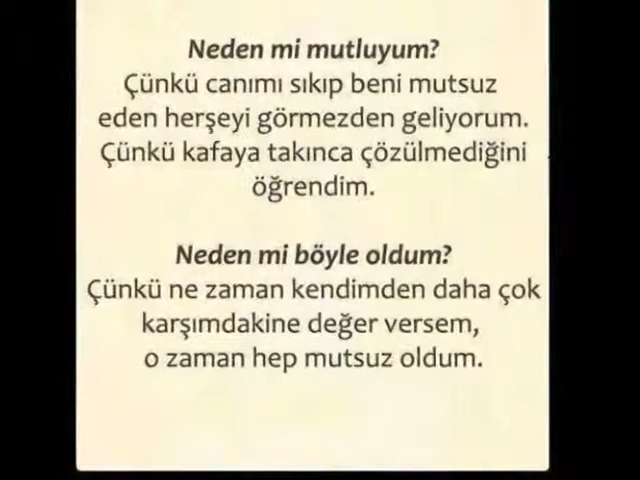 Neden mi mutluyum?
Çünkü canımı sıkıp beni mutsuz
eden herşeyi görmezden geliyorum.
Çünkü kafaya takınca çözülmediğini
öğrendim.
Neden mi böyle oldum?
Çünkü ne zaman kendimden daha çok
karşımdakine değer versem,
o zaman hep mutsuz oldum.